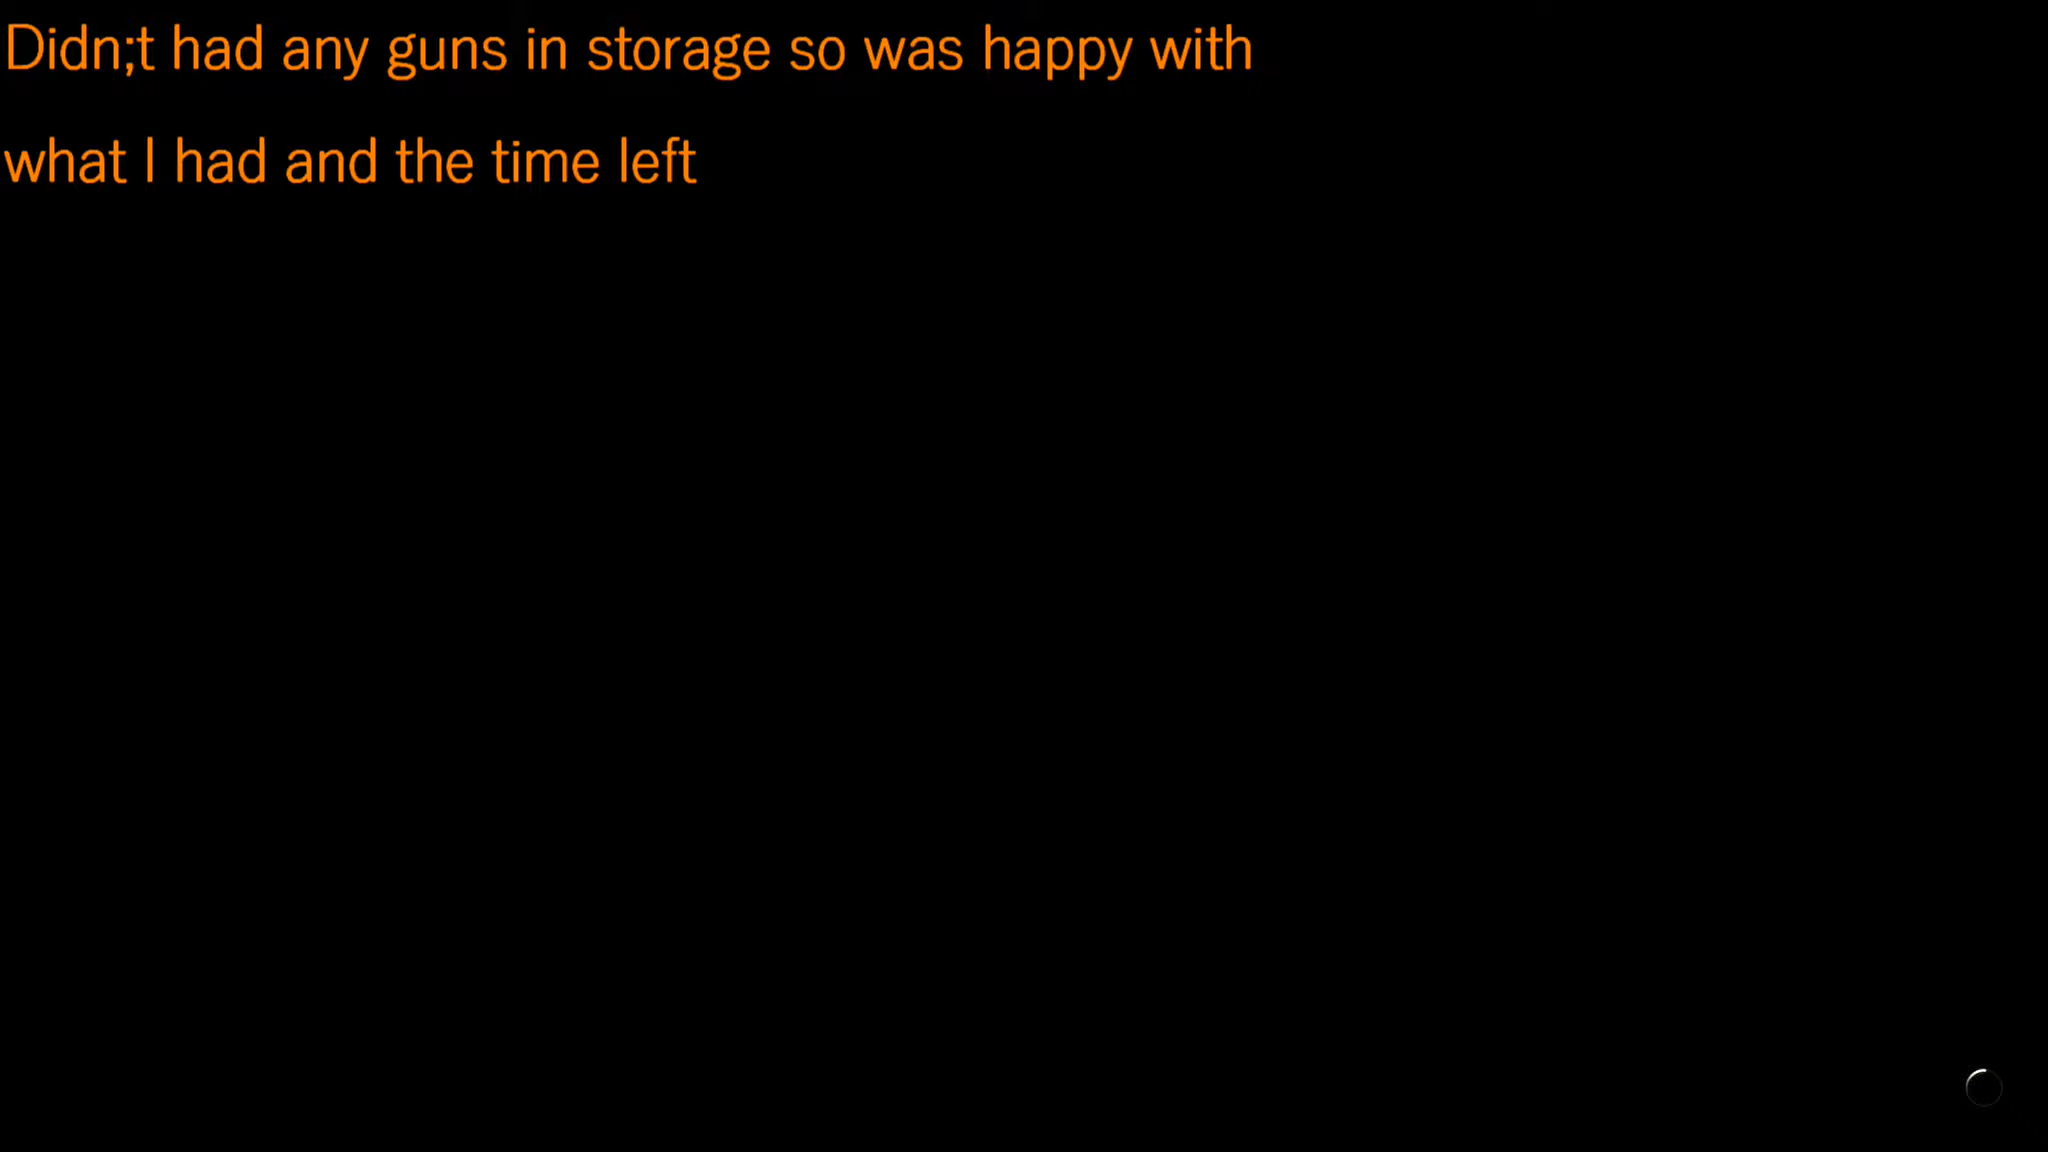 Didn;t had any guns in storage so was happy with
what I had and the time left